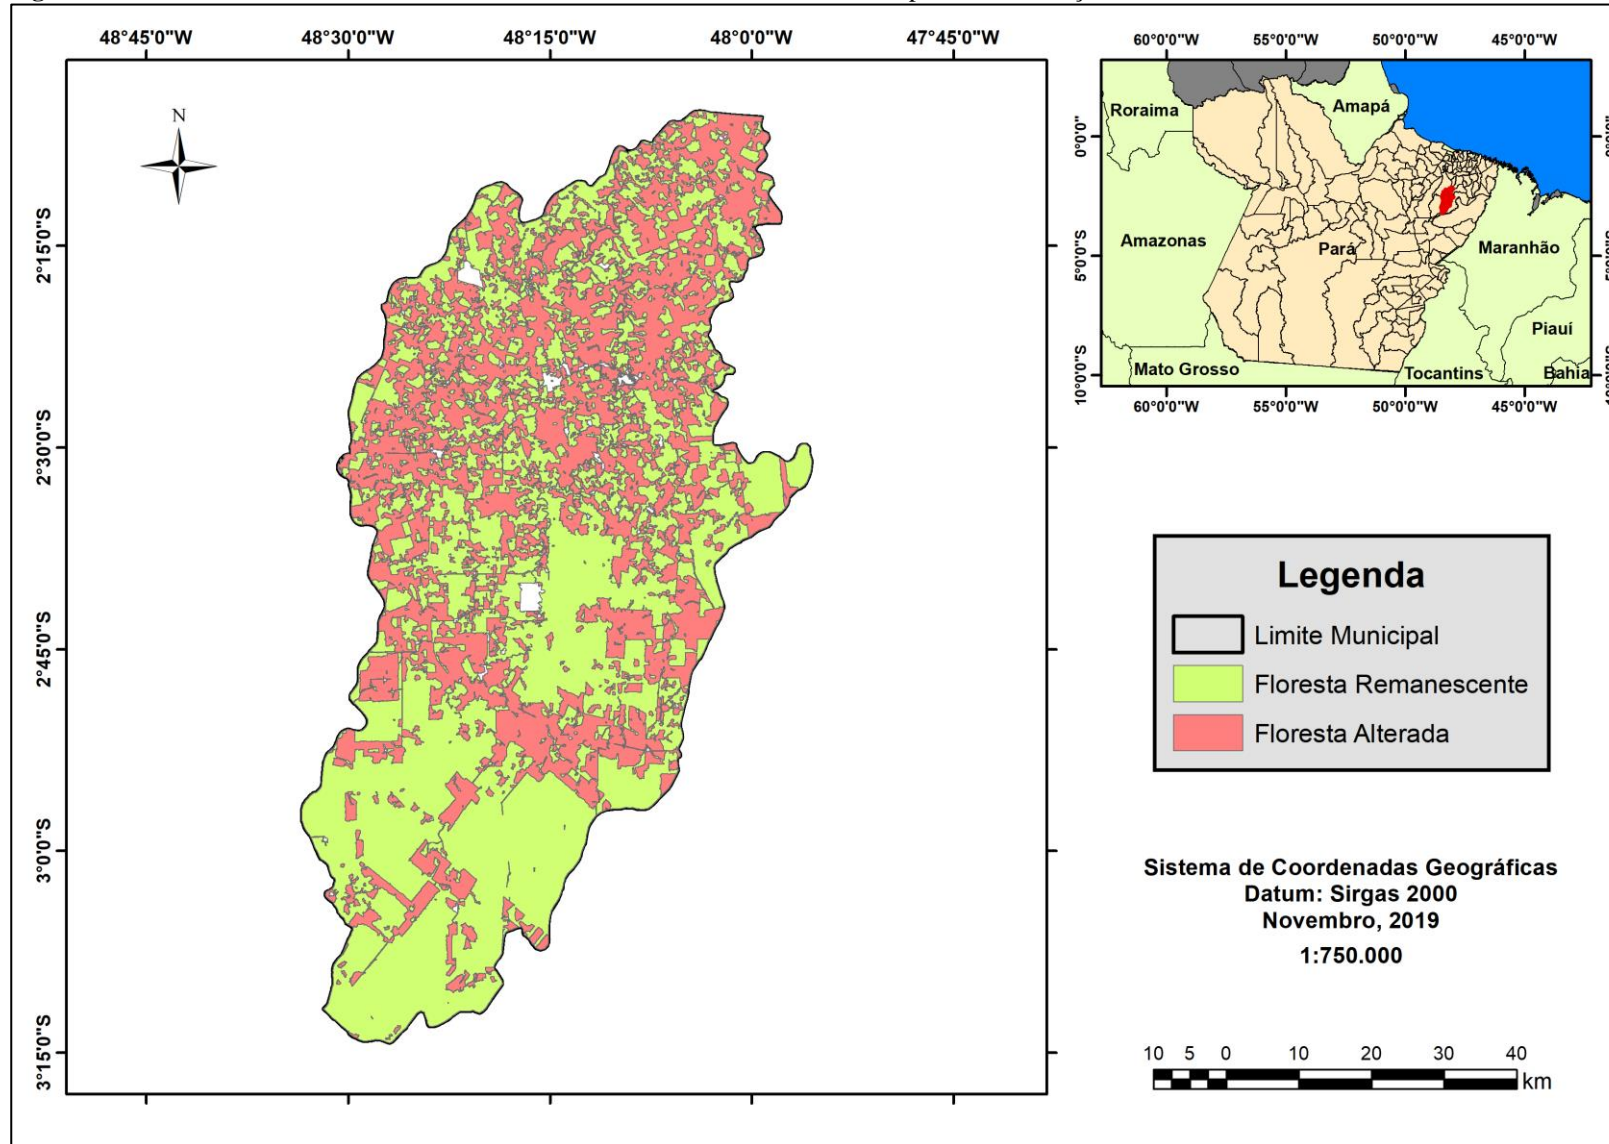 48°45'0"W 48°30'0"W 48°15'0"W 48°0'0"W 47°45'0"W
N
2°15'0"S
2°30'0"S
2°45'0"S
3°0'0"S
3°15'0"S
60°0'0"W 55°0'0"W 50°0'0"W 45°0'0"W
0°0'0"
5°0'0"S
10°0'0"S
Roraima
Amapá
Amazonas
Pará
Maranhão
Piauí
Mato Grosso
Tocantins
Bahia
60°0'0"W 55°0'0"W 50°0'0"W 45°0'0"W
Legenda
Limite Municipal
Floresta Remanescente
Floresta Alterada
Sistema de Coordenadas Geográficas
Datum: Sirgas 2000
Novembro, 2019
1:750.000
10 5 0 10 20 30 40
km